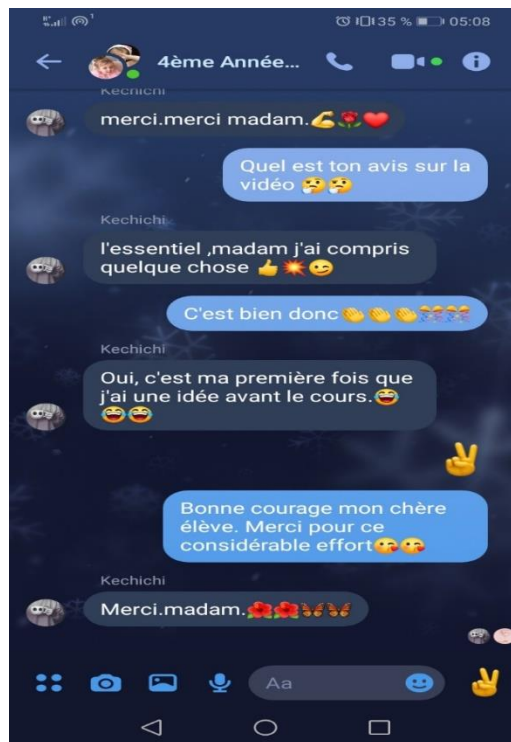 35 % 05:08
4ème Année...
Kechichi
merci.merci madam.💪🌹❤️
Quel est ton avis sur la
vidéo 🤔🤔
Kechichi
l'essentiel ,madam j'ai compris
quelque chose 👍💥😉
C'est bien donc👏👏👏🎊🎊
Kechichi
Oui, c'est ma première fois que
j'ai une idée avant le cours.😂
😂😂
Bonne courage mon chère
élève. Merci pour ce
considérable effort😘😘
Kechichi
Merci.madam.🌺🌺🦋🦋
Aa